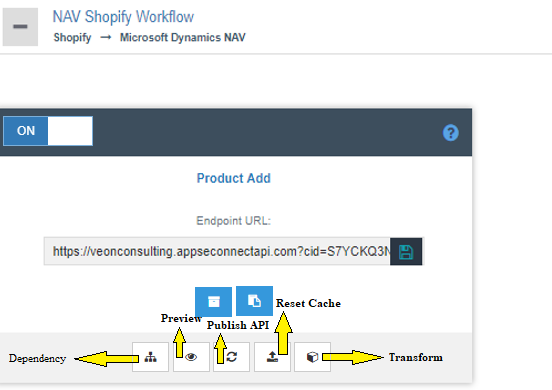 NAV Shopify Workflow
Shopify → Microsoft Dynamics NAV
ON
?
Product Add
Endpoint URL:
https://veonconsulting.appseconnectapi.com?cid=S7YCKQ3N
Reset Cache
Preview
Publish API
Dependency
Transform